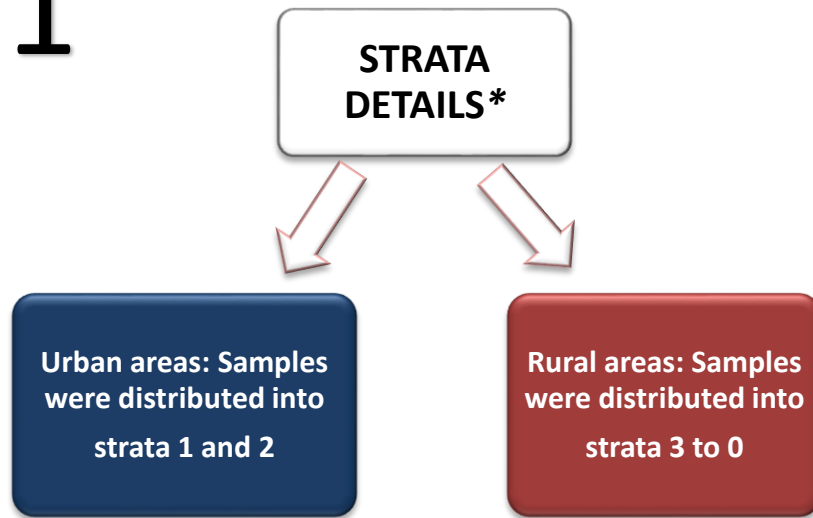 1
STRATA
DETAILS*
Urban areas: Samples
were distributed into
strata 1 and 2
Rural areas: Samples
were distributed into
strata 3 to 0